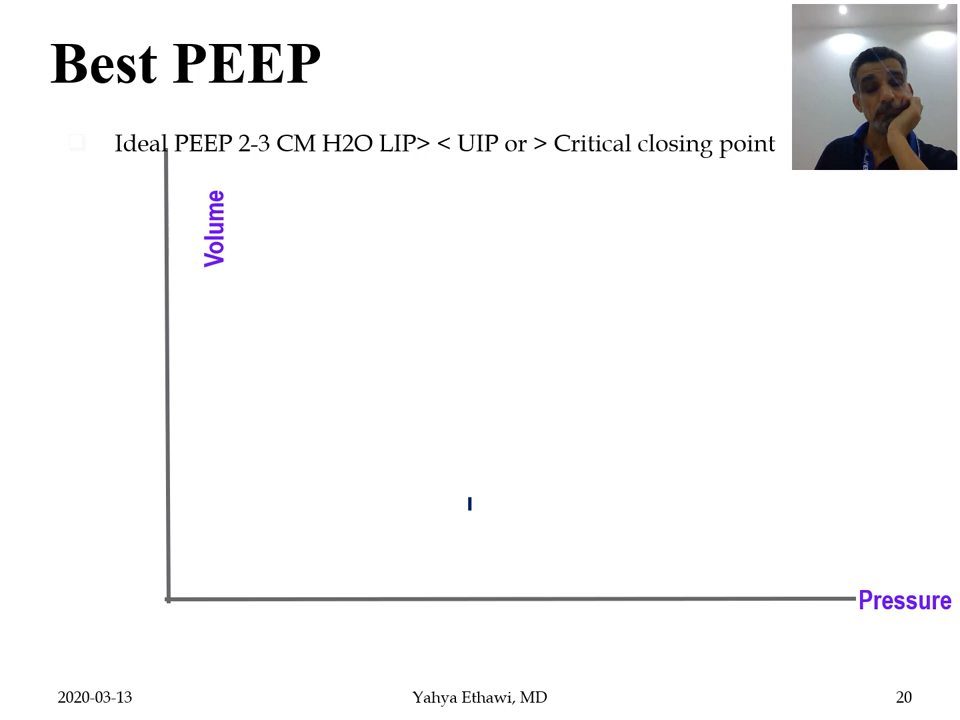 Best PEEP
Ideal PEEP 2-3 CM H2O LIP> < UIP or > Critical closing point
Volume
Pressure
2020-03-13
Yahya Ethawi, MD
20